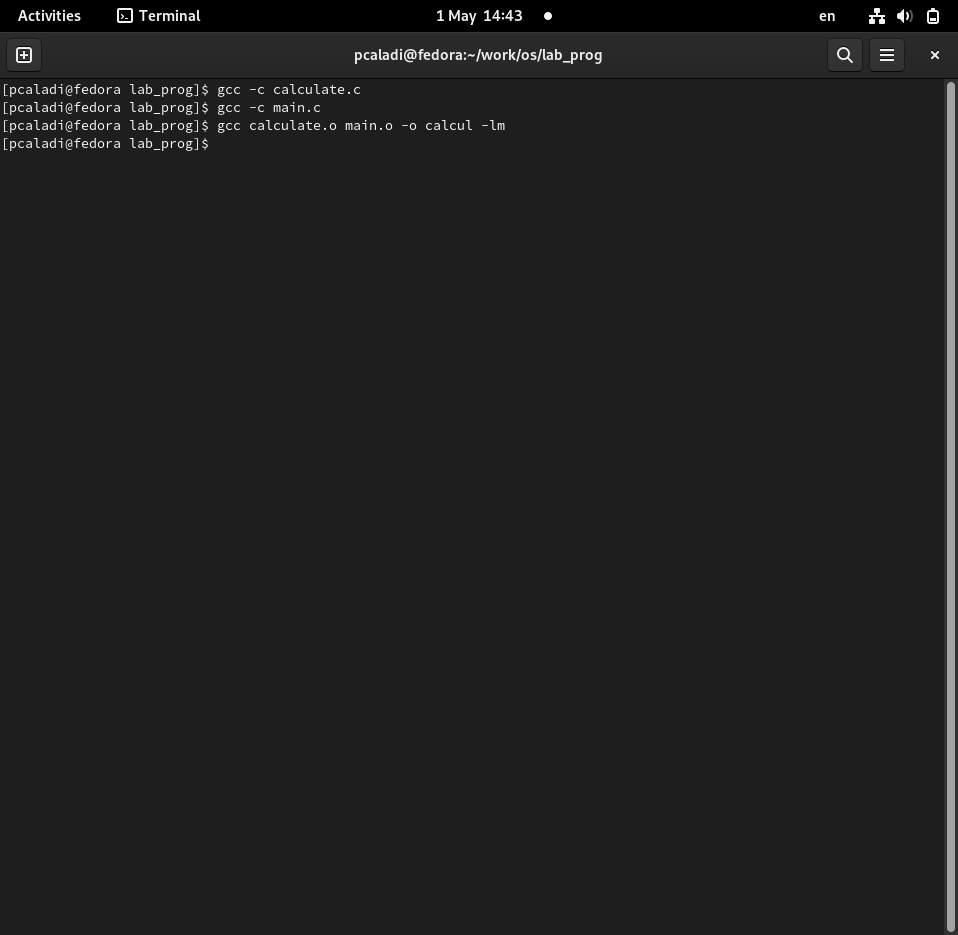 Activities Terminal 1 May 14:43 en
pcaladi@fedora:~/work/os/lab_prog
[pcaladi@fedora lab_prog]$ gcc -c calculate.c
[pcaladi@fedora lab_prog]$ gcc -c main.c
[pcaladi@fedora lab_prog]$ gcc calculate.o main.o -o calcul -lm
[pcaladi@fedora lab_prog]$